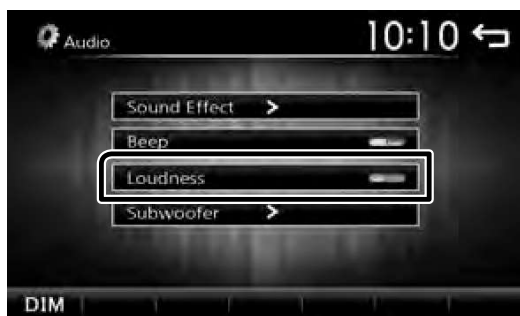 Audio 10:10
Sound Effect >
Beep
Loudness
Subwoofer >
DIM